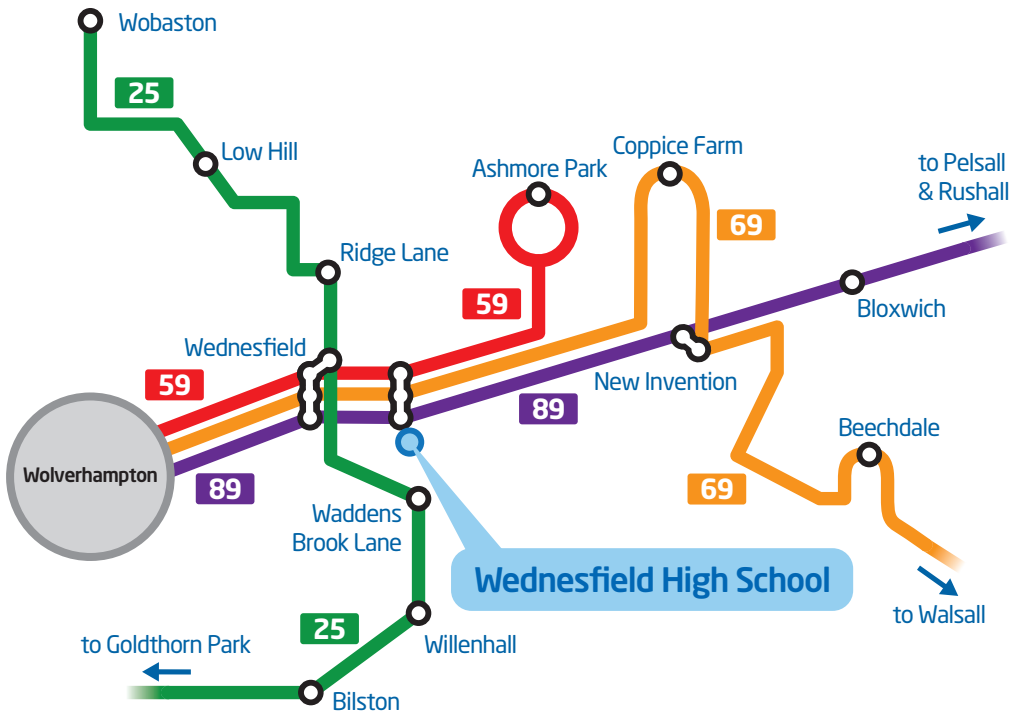 Wobaston
25
Low Hill
Coppice Farm
Ashmore Park
to Pelsall
& Rushall
69
Ridge Lane
59
Bloxwich
Wednesfield
59
New Invention
89
Beechdale
Wolverhampton
89
69
Waddens
Brook Lane
Wednesfield High School
to Walsall
25
Willenhall
to Goldthorn Park
Bilston